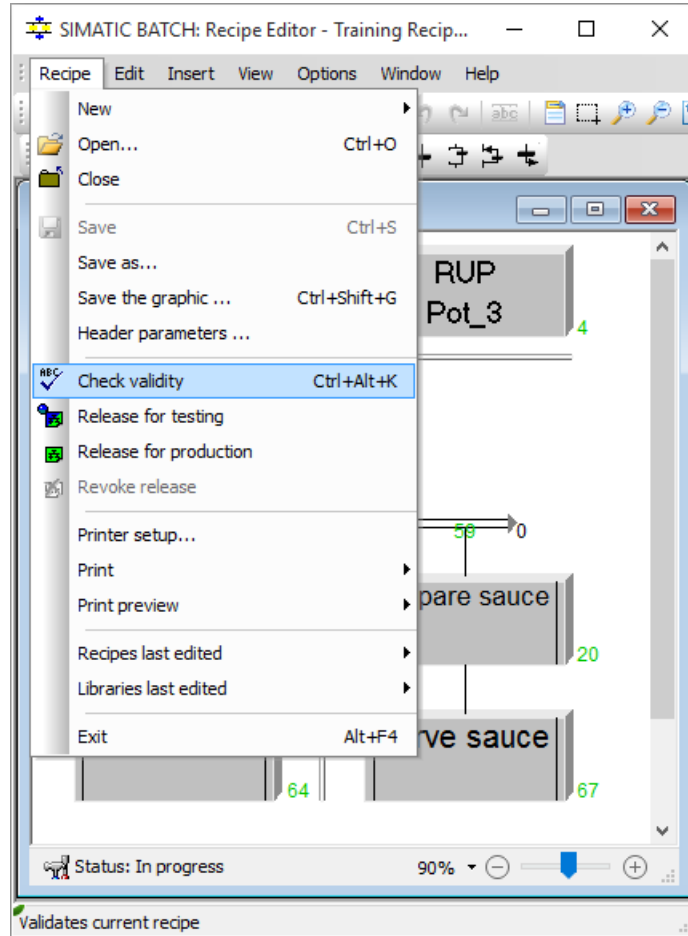 SIMATIC BATCH: Recipe Editor - Training Recip...
Recipe Edit Insert View Options Window Help
New
abc
Open... Ctrl+O
Close
Save Ctrl+S
Save as...
RUP
Save the graphic ... Ctrl+Shift+G
Pot_3
4
Header parameters ...
ABC
Check validity Ctrl+Alt+K
Release for testing
Release for production
Revoke release
Printer setup...
59 0
Print
Print preview
pare sauce
20
Recipes last edited
Libraries last edited
Exit Alt+F4
rve sauce
64
67
Status: In progress 90%
Validates current recipe